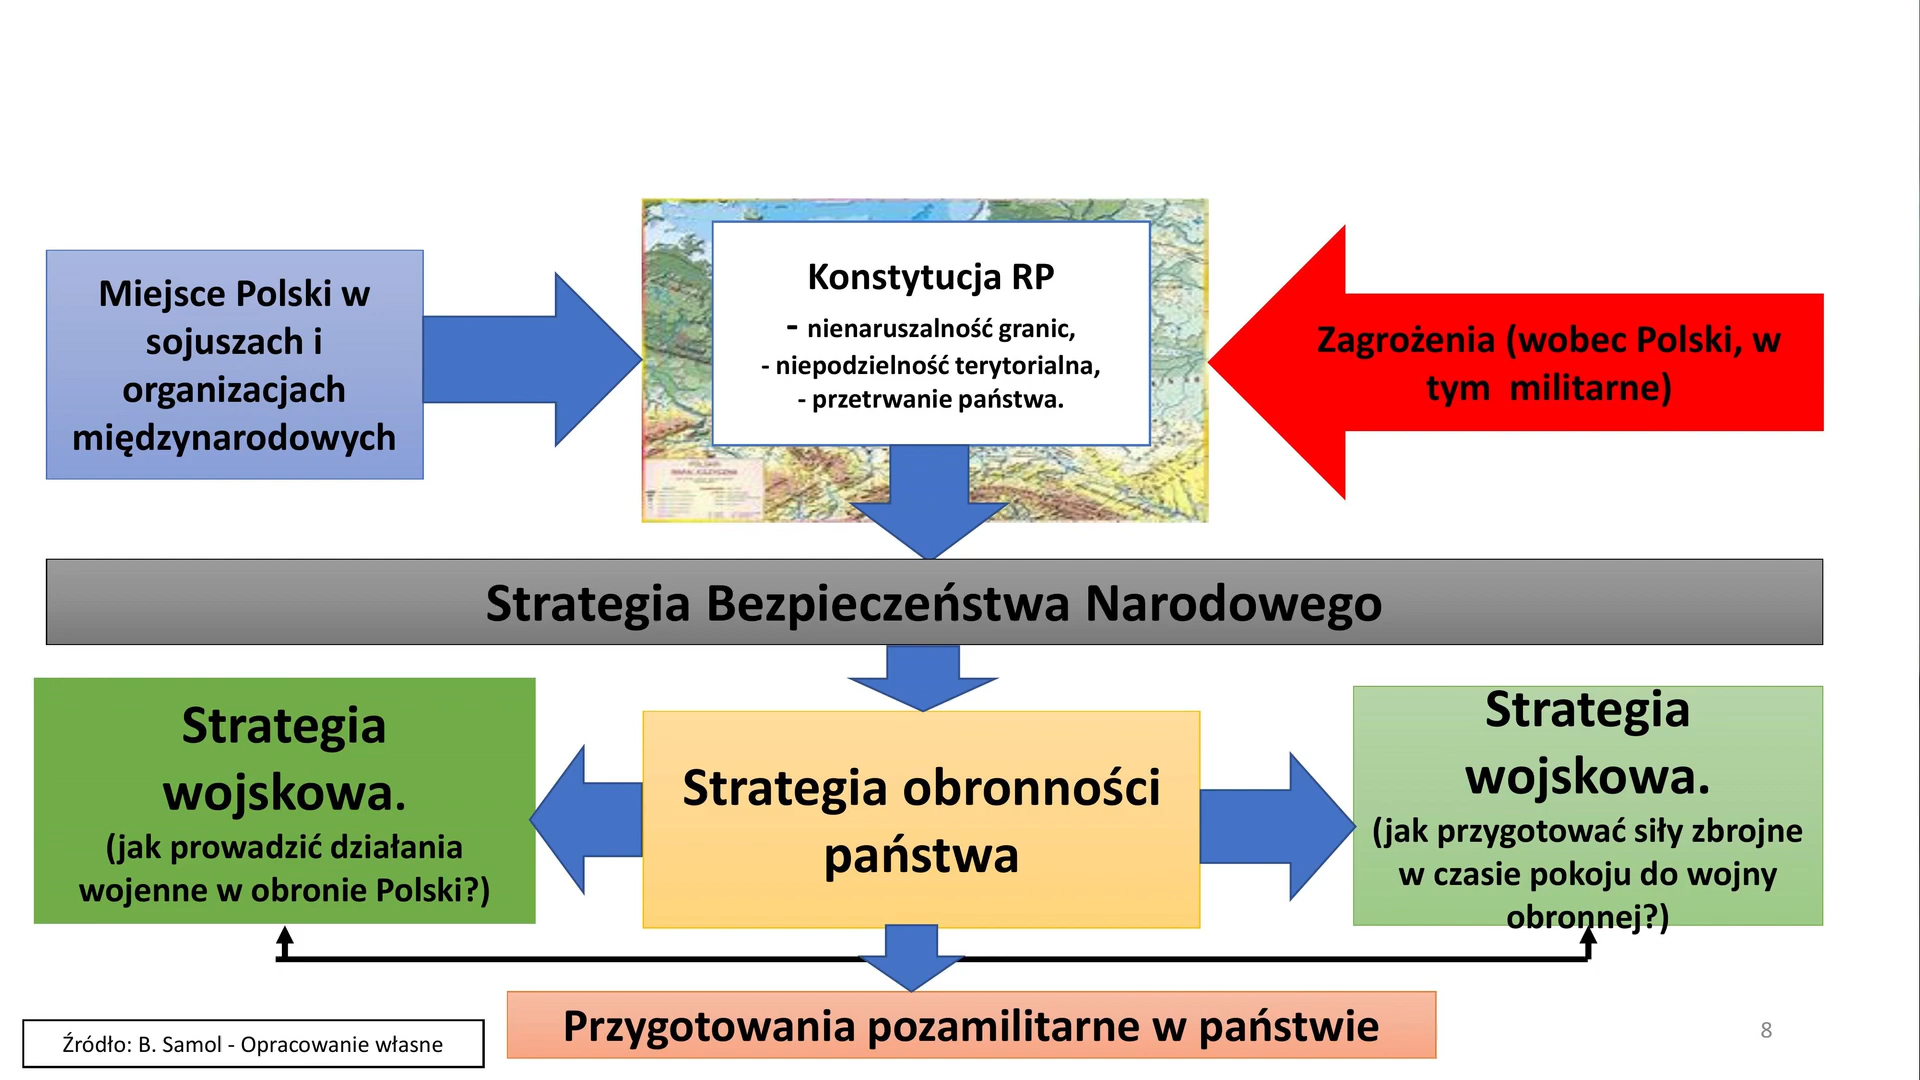 Miejsce Polski w
sojuszach i
organizacjach
międzynarodowych
Konstytucja RP
- nienaruszalność granic,
- niepodzielność terytorialna,
- przetrwanie państwa.
Zagrożenia (wobec Polski, w
tym  militarne)
Strategia Bezpieczeństwa Narodowego
Strategia
wojskowa.
(jak prowadzić działania
wojenne w obronie Polski?)
Strategia obronności
państwa
Strategia
wojskowa.
(jak przygotować siły zbrojne
w czasie pokoju do wojny
obronnej?)
Przygotowania pozamilitarne w państwie
Źródło: B. Samol - Opracowanie własne
8